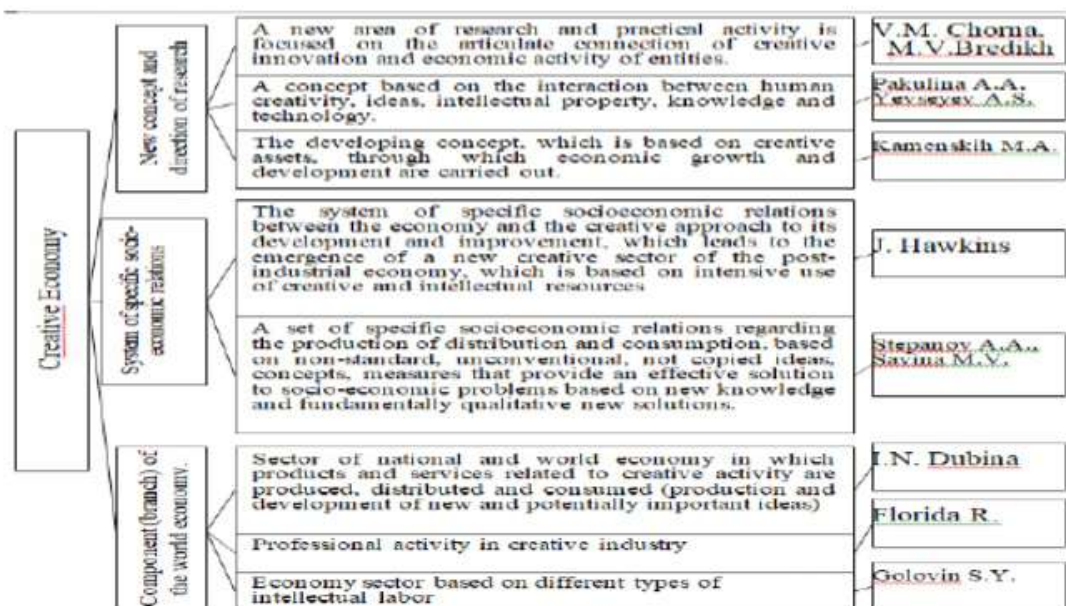 Creative Economy
New concept and
direction of research
A new area of research and practical activity is
focused on the articulate connection of creative
innovation and economic activity of entities.
V.M. Chorna,
M.V.Bredikh
A concept based on the interaction between human
creativity, ideas, intellectual property, knowledge and
technology.
Pakulina A.A.
Yevseyev A.S.
The developing concept, which is based on creative
assets, through which economic growth and
development are carried out.
Kamenskih M.A.
System of specific socio-
economic relations
The system of specific socioeconomic relations
between the economy and the creative approach to its
development and improvement, which leads to the
emergence of a new creative sector of the post-
industrial economy, which is based on intensive use
of creative and intellectual resources
J. Hawkins
A set of specific socioeconomic relations regarding
the production of distribution and consumption, based
on non-standard, unconventional, not copied ideas,
concepts, measures that provide an effective solution
to socio-economic problems based on new knowledge
and fundamentally qualitative new solutions.
Stepanov A.A.,
Savina M.V.
Component (branch) of
the world economy.
Sector of national and world economy in which
products and services related to creative activity are
produced, distributed and consumed (production and
development of new and potentially important ideas)
I.N. Dubina
Professional activity in creative industry
Florida R.
Economy sector based on different types of
intellectual labor
Golovin S.Y.